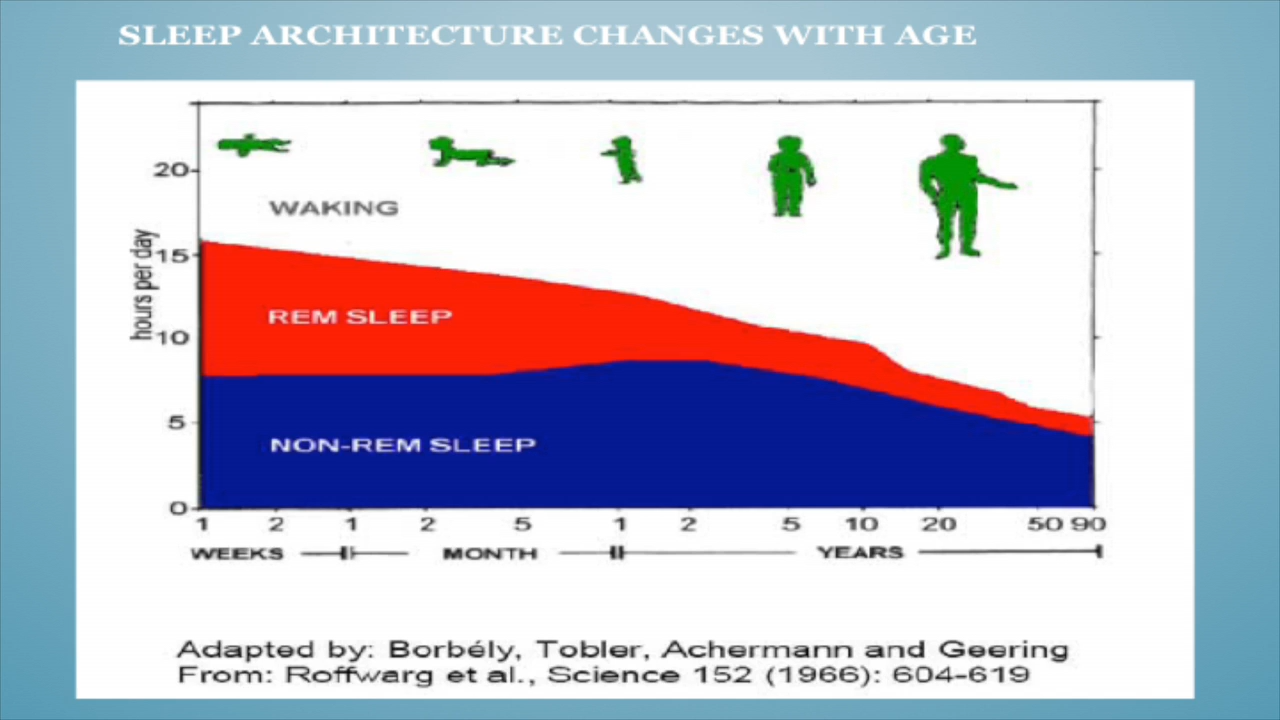 SLEEP ARCHITECTURE CHANGES WITH AGE
20
WAKING
hours per day
15
REM SLEEP
10
5
NON-REM SLEEP
0
1 2 1 2 5 1 2 5 10 20 50 90
WEEKS MONTH YEARS
Adapted by: Borbély, Tobler, Achermann and Geering
From: Roffwarg et al., Science 152 (1966): 604-619